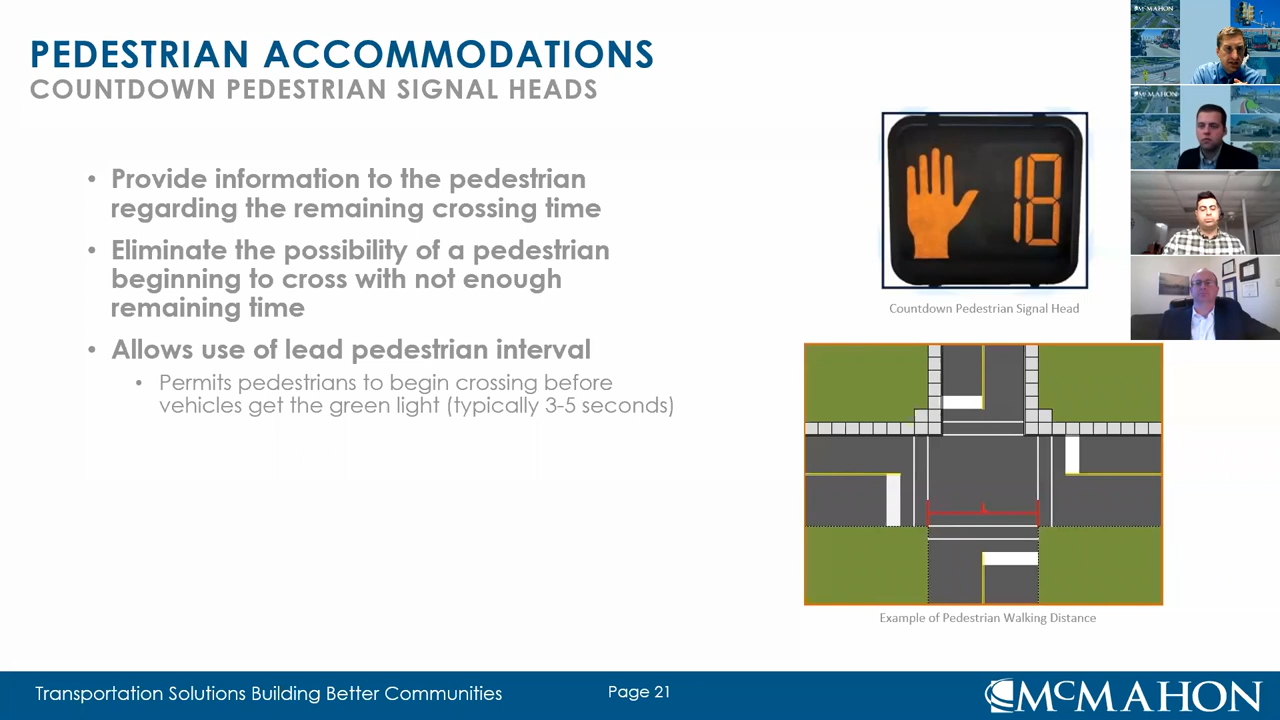 PEDESTRIAN ACCOMMODATIONS
COUNTDOWN PEDESTRIAN SIGNAL HEADS
• Provide information to the pedestrian
regarding the remaining crossing time
• Eliminate the possibility of a pedestrian
beginning to cross with not enough
remaining time
• Allows use of lead pedestrian interval
• Permits pedestrians to begin crossing before
vehicles get the green light (typically 3-5 seconds)
18
Countdown Pedestrian Signal Head
L
Example of Pedestrian Walking Distance
McMAHON
McMAHON
Transportation Solutions Building Better Communities
Page 21
McMAHON